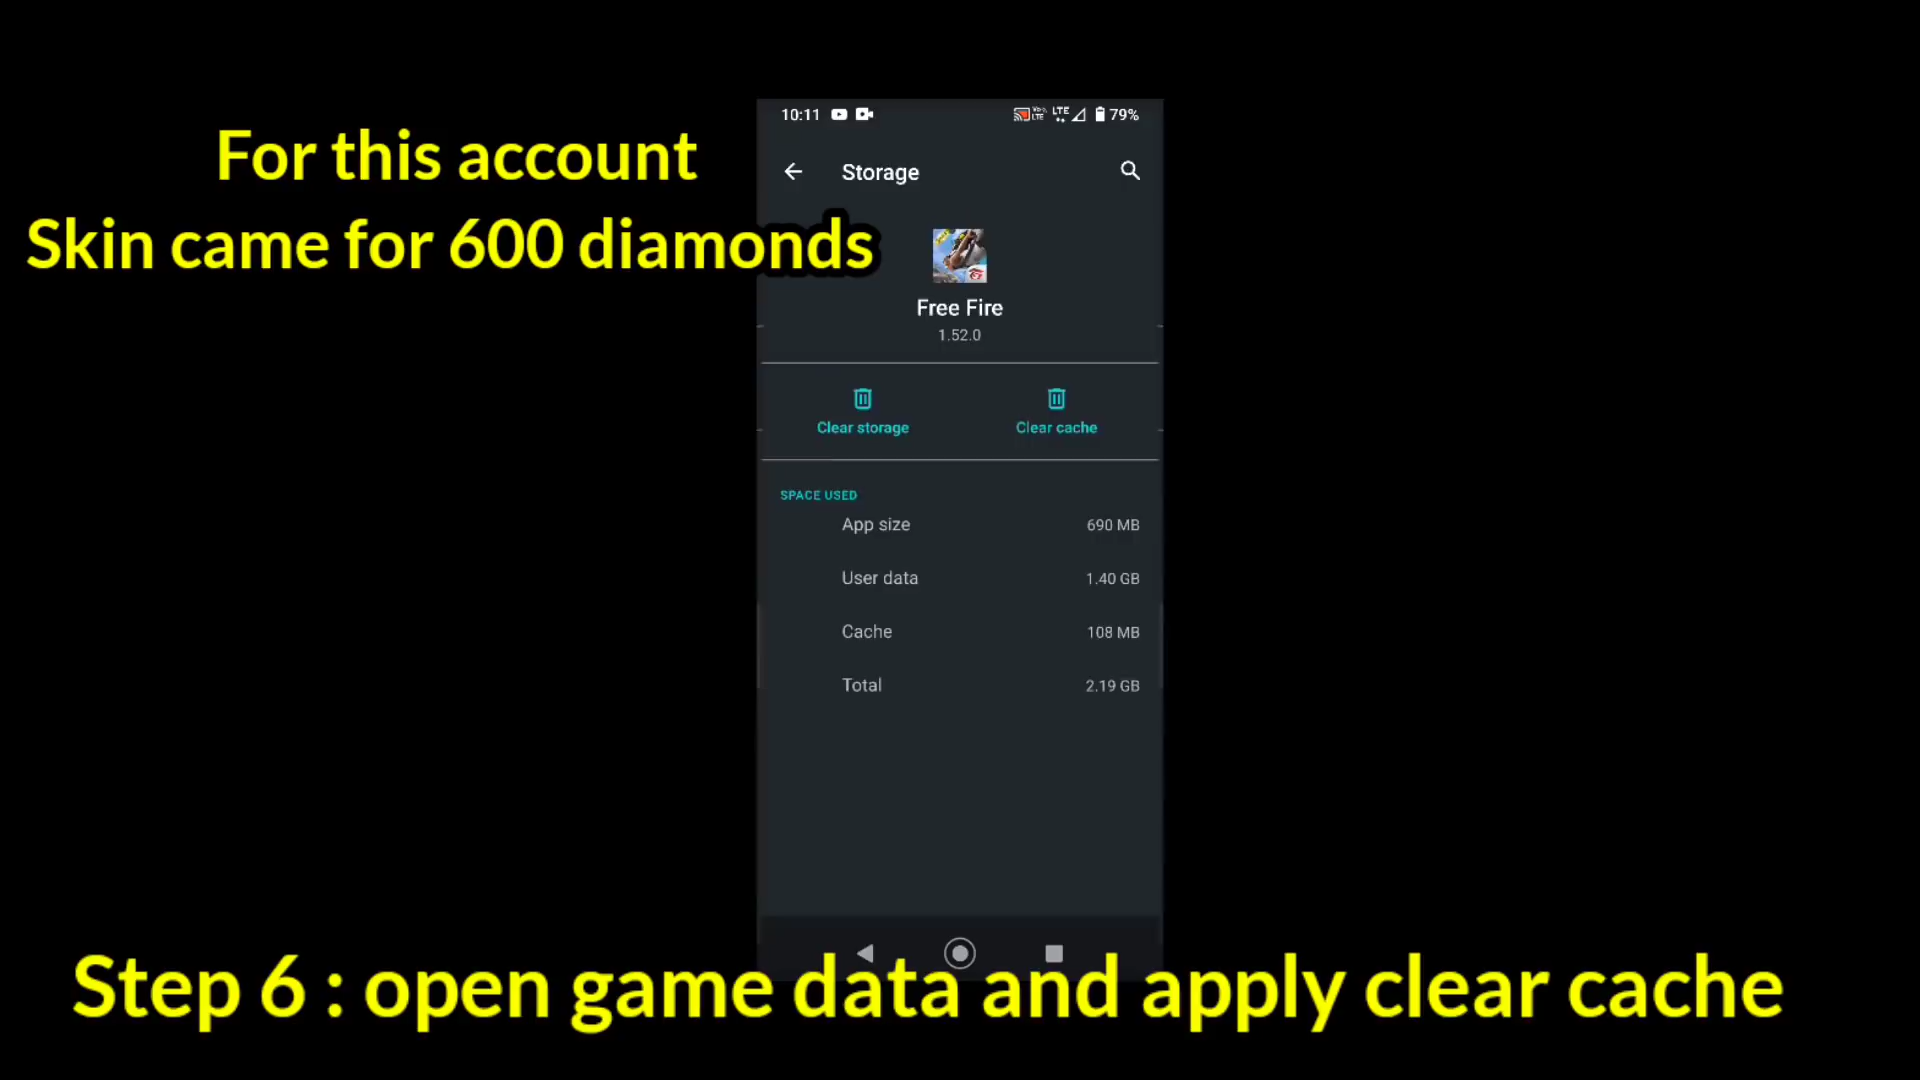 10:11 LTE 79%
For this account
Skin came for 600 diamonds
Storage
Free Fire
1.52.0
Clear storage Clear cache
SPACE USED
App size 690 MB
User data 1.40 GB
Cache 108 MB
Total 2.19 GB
Step 6 : open game data and apply clear cache